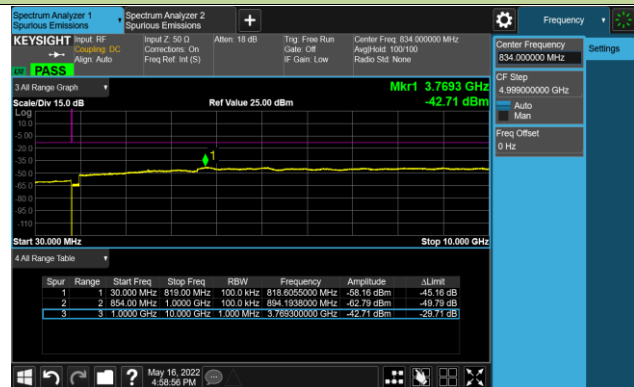 Spectrum Analyzer 1
Spurious Emissions
Spectrum Analyzer 2
Spurious Emissions
Frequency
KEYSIGHT
Input: RF
Coupling: DC
Align: Auto
Input Z: 50 Ω
Corrections: On
Freq Ref: Int (S)
Atten: 18 dB
Trig: Free Run
Gate: Off
IF Gain: Low
Center Freq: 834.000000 MHz
Avg|Hold: 100/100
Radio Std: None
PASS
Center Frequency
834.000000 MHz
Settings
CF Step
4.999000000 GHz
Auto
Man
Freq Offset
0 Hz
3 All Range Graph
Mkr1 3.7693 GHz
Scale/Div 15.0 dB
Ref Value 25.00 dBm
-42.71 dBm
Log
10.0
-5.00
-20.0
-35.0
-50.0
-65.0
-80.0
-95.0
-110
1
Start 30.000 MHz
Stop 10.000 GHz
4 All Range Table
Spur Range Start Freq Stop Freq RBW Frequency Amplitude ΔLimit
1 1 30.000 MHz 819.00 MHz 100.0 kHz 818.6055000 MHz -58.16 dBm -45.16 dB
2 2 854.00 MHz 1.0000 GHz 100.0 kHz 894.1938000 MHz -62.79 dBm -49.79 dB
3 3 1.0000 GHz 10.000 GHz 1.000 MHz 3.769300000 GHz -42.71 dBm -29.71 dB
May 16, 2022
4:58:56 PM